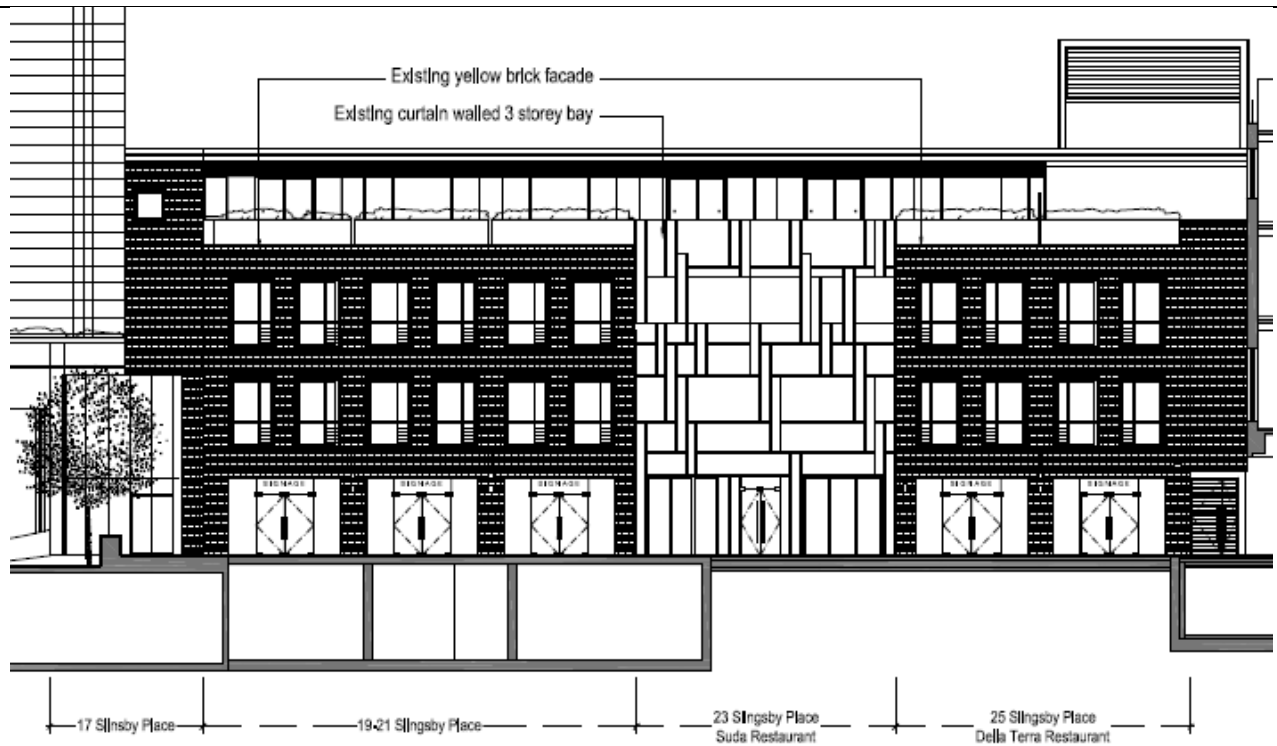 Existing yellow brick facade
Existing curtain walled 3 storey bay
SIGNAGE SIGNAGE SIGNAGE SIGNAGE SIGNAGE
17 Slinsby Place
19-21 Slingsby Place
23 Slingsby Place
Suda Restaurant
25 Slingsby Place
Della Terra Restaurant